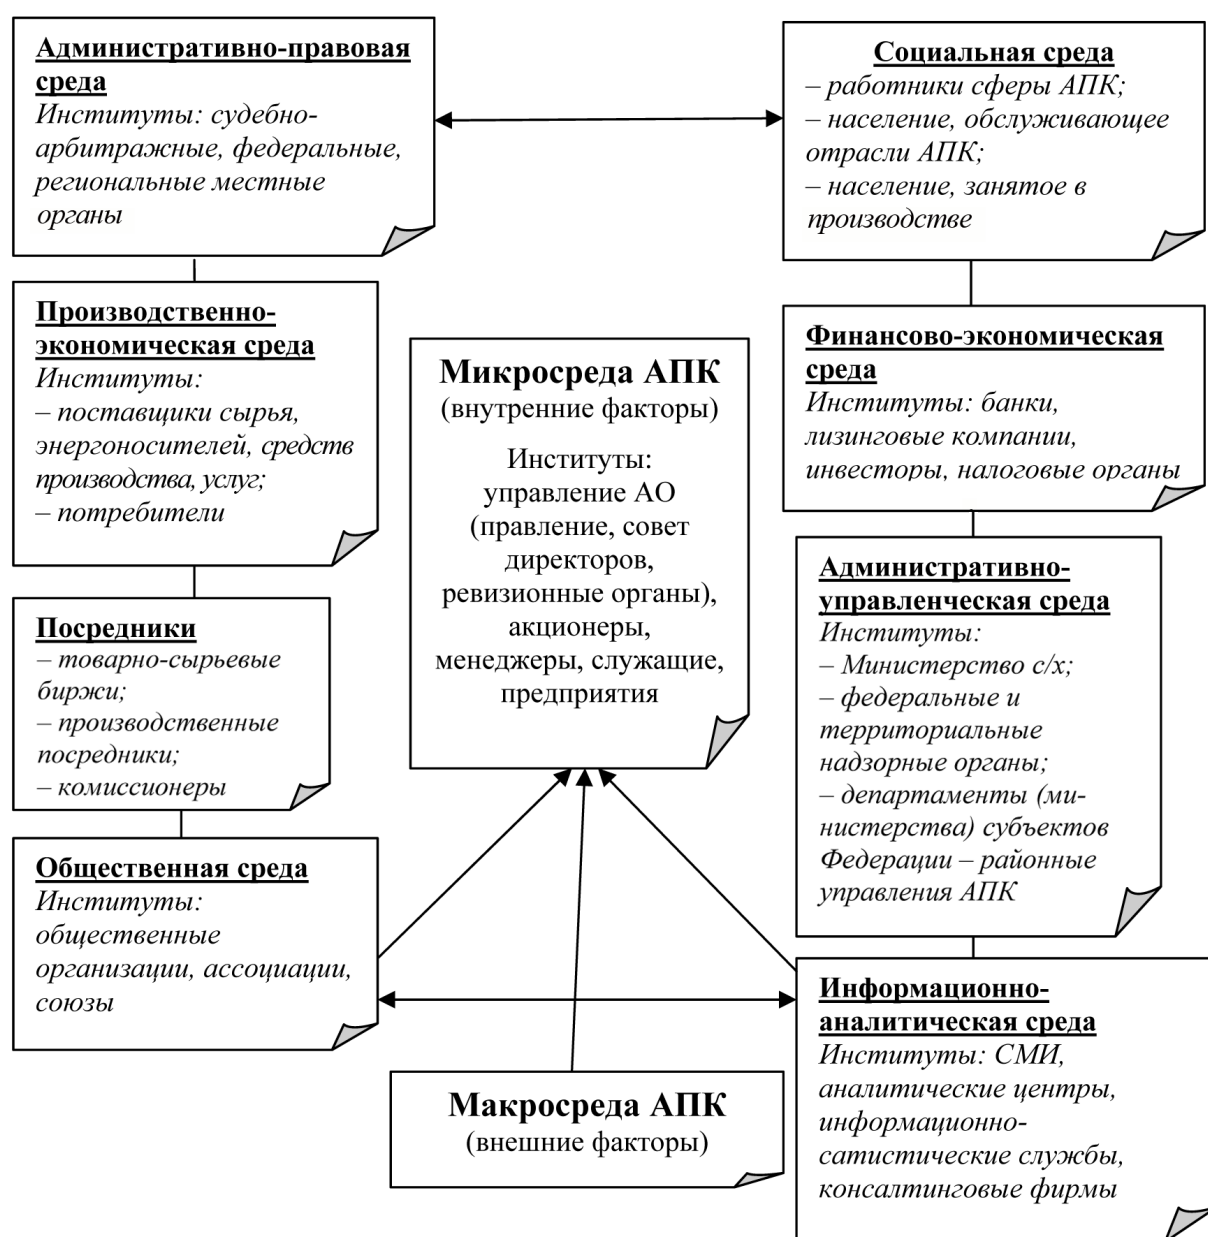 Административно-правовая
среда
Институты: судебно-
арбитражные, федеральные,
региональные местные
органы
Социальная среда
– работники сферы АПК;
– население, обслуживающее
отрасли АПК;
– население, занятое в
производстве
Производственно-
экономическая среда
Институты:
– поставщики сырья,
энергоносителей, средств
производства, услуг;
– потребители
Микросреда АПК
(внутренние факторы)
Институты:
управление АО
(правление, совет
директоров,
ревизионные органы),
акционеры,
менеджеры, служащие,
предприятия
Финансово-экономическая
среда
Институты: банки,
лизинговые компании,
инвесторы, налоговые органы
Посредники
– товарно-сырьевые
биржи;
– производственные
посредники;
– комиссионеры
Административно-
управленческая среда
Институты:
– Министерство с/х;
– федеральные и
территориальные
надзорные органы;
– департаменты (ми-
нистерства) субъектов
Федерации – районные
управления АПК
Общественная среда
Институты:
общественные
организации, ассоциации,
союзы
Макросреда АПК
(внешние факторы)
Информационно-
аналитическая среда
Институты: СМИ,
аналитические центры,
информационно-
сатистические службы,
консалтинговые фирмы